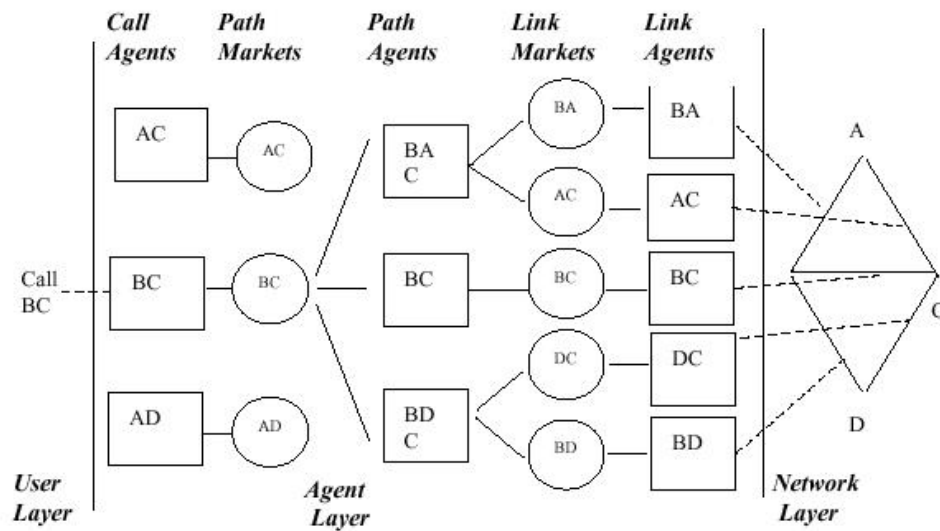 Call Path Path Link Link
Agents Markets Agents Markets Agents
BA BA
A
AC AC BA
C
AC AC
Call BC BC BC BC BC
BC
C
DC DC
AD AD BD
C
D
BD BD
User Agent Network
Layer Layer Layer